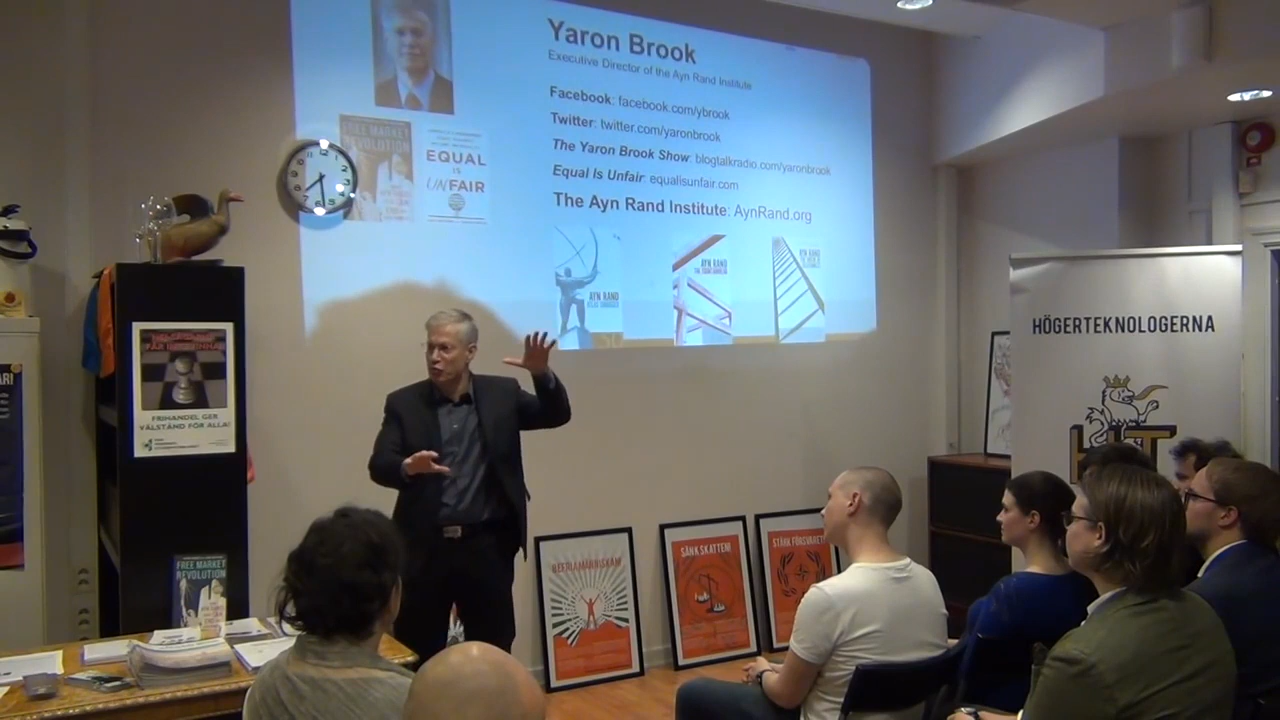 Yaron Brook
Executive Director of the Ayn Rand Institute
Facebook: facebook.com/ybrook
Twitter: twitter.com/yaronbrook
The Yaron Brook Show: blogtalkradio.com/yaronbrook
Equal Is Unfair: equalisunfair.com
The Ayn Rand Institute: AynRand.org
FREE MARKET
REVOLUTION
EQUAL
IS
UNFAIR
AYN RAND
AYN RAND
AYN RAND
HÖGERTEKNOLOGERNA
HT
FRIHANDEL GER
VÄLSTÅND FÖR ALLA!
FREE MARKET
REVOLUTION
BEFRIA MÄNNISKAN!
SÄNK SKATTEN!
STÄRK FÖRSVARET!